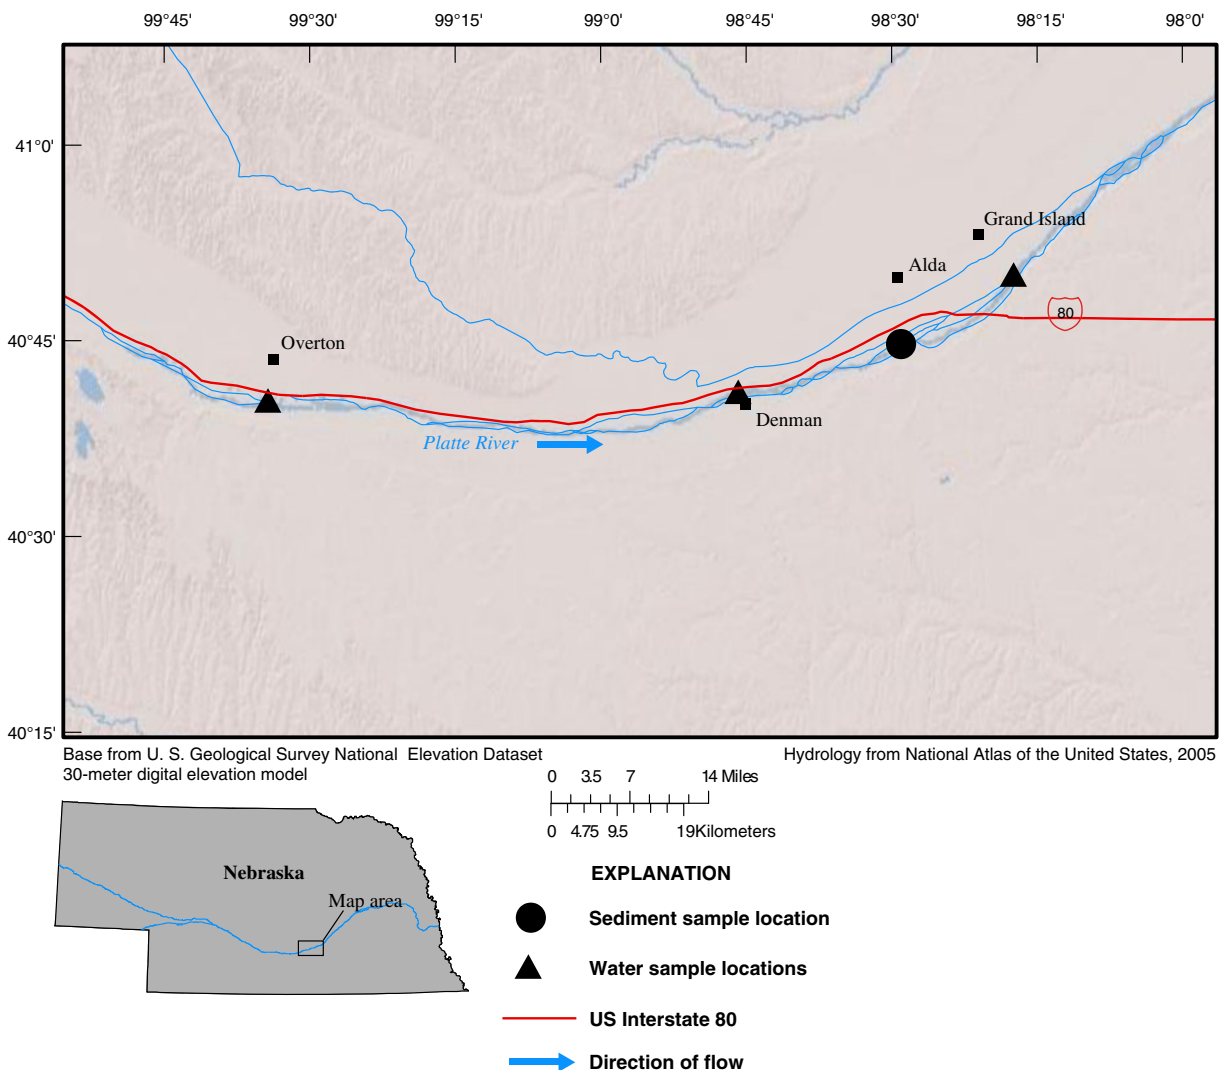 99°45' 99°30' 99°15' 99°0' 98°45' 98°30' 98°15' 98°0'
41°0'
Grand Island
Alda
80
40°45'
Overton
Denman
Platte River
40°30'
40°15'
Base from U. S. Geological Survey National Elevation Dataset
30-meter digital elevation model
Hydrology from National Atlas of the United States, 2005
0 3.5 7 14 Miles
0 4.75 9.5 19Kilometers
Nebraska
Map area
EXPLANATION
Sediment sample location
Water sample locations
US Interstate 80
Direction of flow